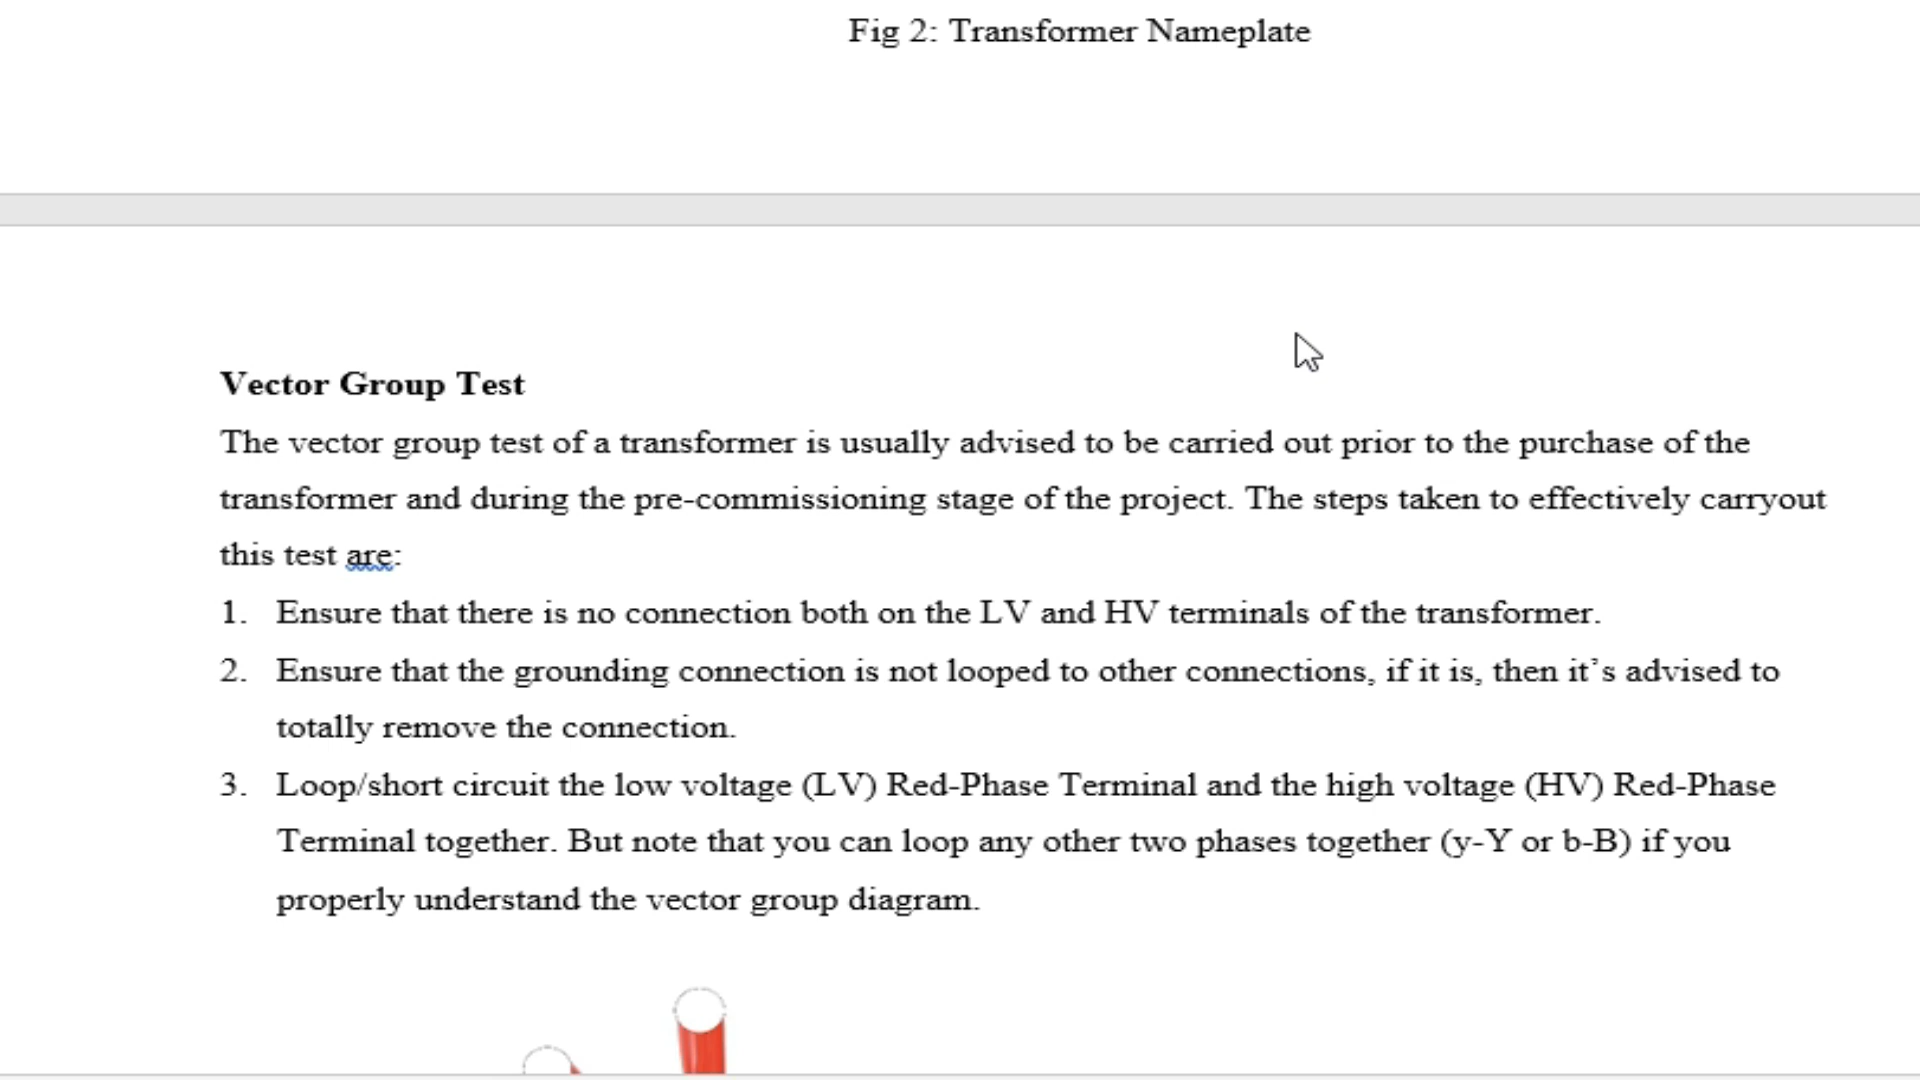 Fig 2: Transformer Nameplate
Vector Group Test
The vector group test of a transformer is usually advised to be carried out prior to the purchase of the
transformer and during the pre-commissioning stage of the project. The steps taken to effectively carryout
this test are:
1. Ensure that there is no connection both on the LV and HV terminals of the transformer.
2. Ensure that the grounding connection is not looped to other connections, if it is, then it’s advised to
totally remove the connection.
3. Loop/short circuit the low voltage (LV) Red-Phase Terminal and the high voltage (HV) Red-Phase
Terminal together. But note that you can loop any other two phases together (y-Y or b-B) if you
properly understand the vector group diagram.